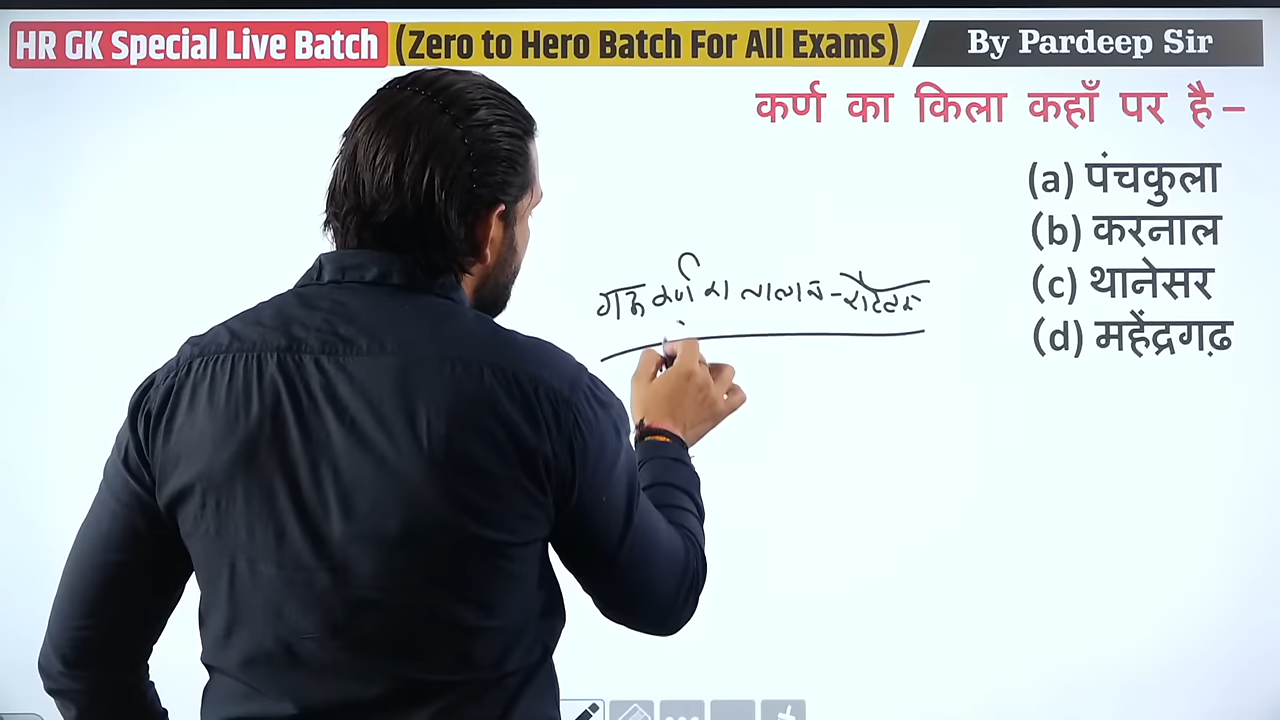 HR GK Special Live Batch (Zero to Hero Batch For All Exams) By Pardeep Sir
कर्ण का किला कहाँ पर है–
(a) पंचकुला
(b) करनाल
(c) थानेसर
(d) महेंद्रगढ़
कर्ण का तालाब - रोहतक